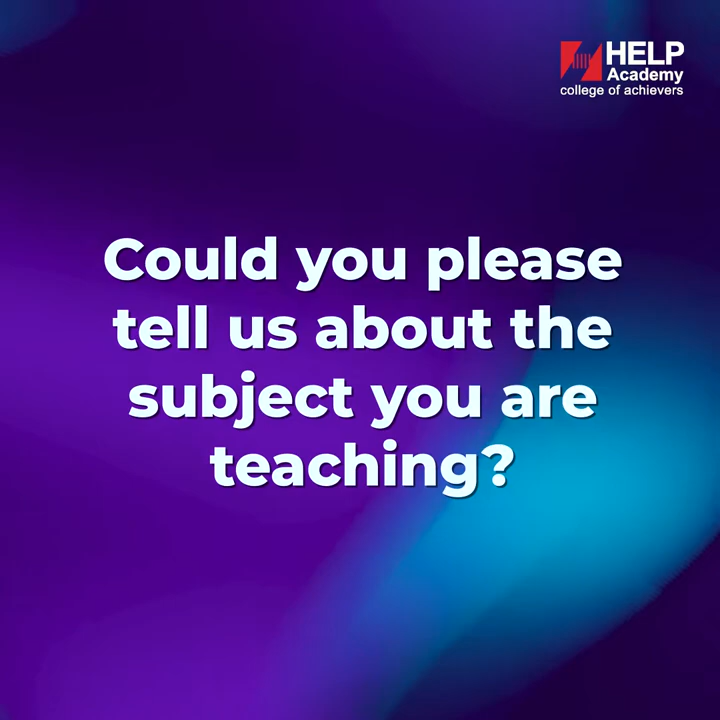 HELP
Academy
college of achievers
Could you please
tell us about the
subject you are
teaching?